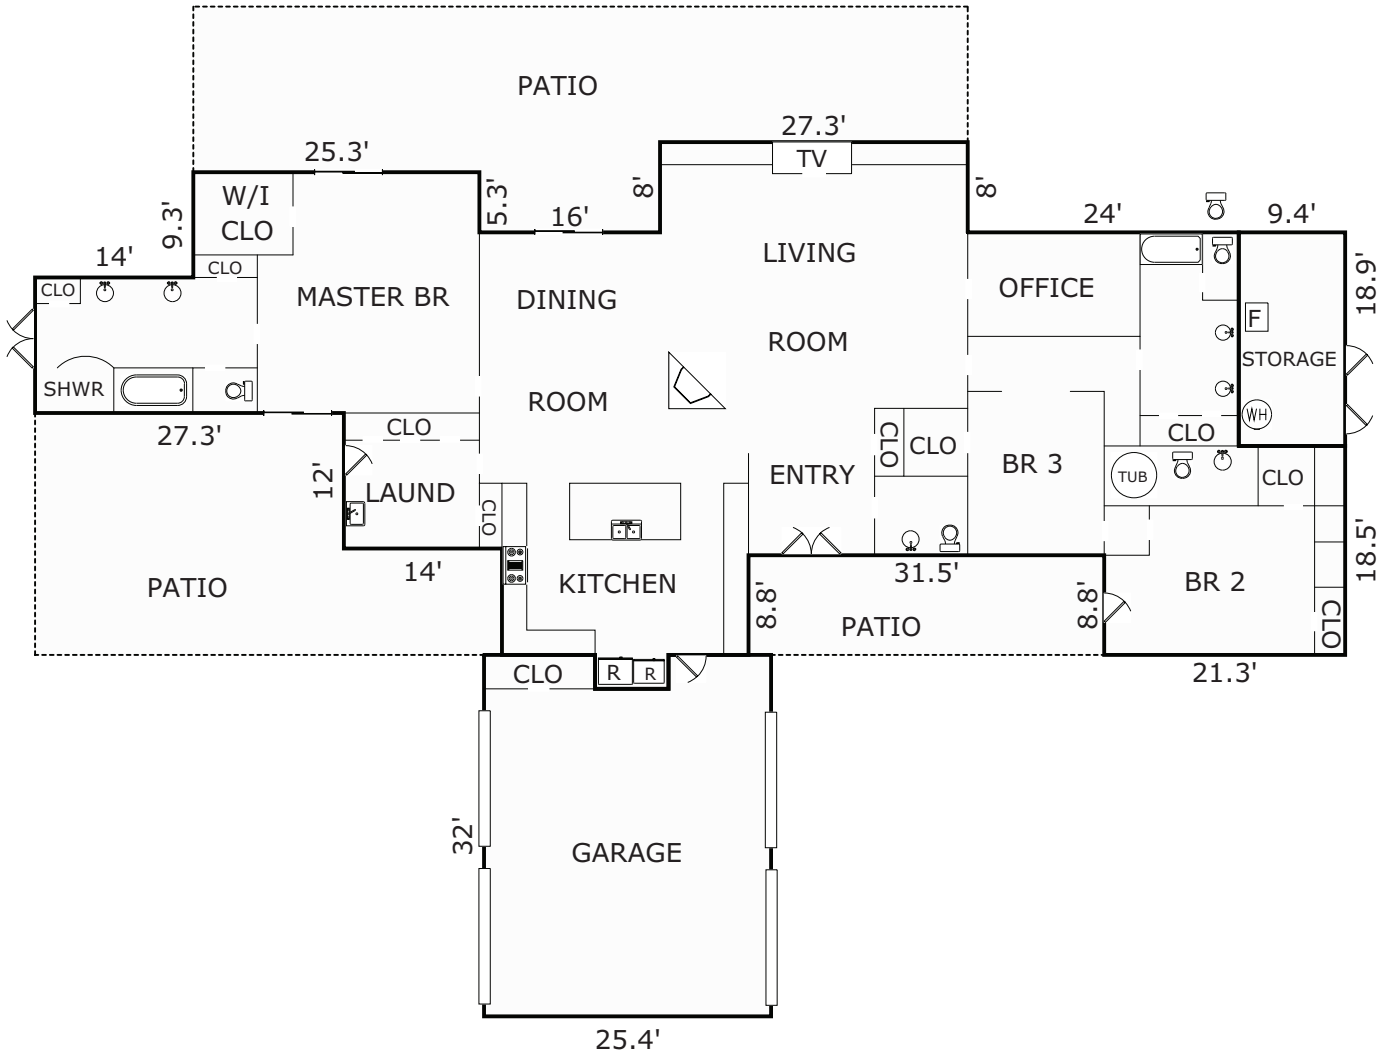 PATIO
27.3'
TV
25.3'
W/I
CLO
9.3'
5.3'
8'
8'
16'
24'
9.4'
14'
CLO
LIVING
18.9'
CLO
MASTER BR
DINING
OFFICE
F
ROOM
STORAGE
SHWR
ROOM
WH
27.3'
CLO
CLO
CLO
CLO
12'
LAUND
ENTRY
BR 3
TUB
CLO
CLO
14'
KITCHEN
31.5'
18.5'
PATIO
8.8'
8.8'
BR 2
PATIO
CLO
CLO
R
R
21.3'
32'
GARAGE
25.4'